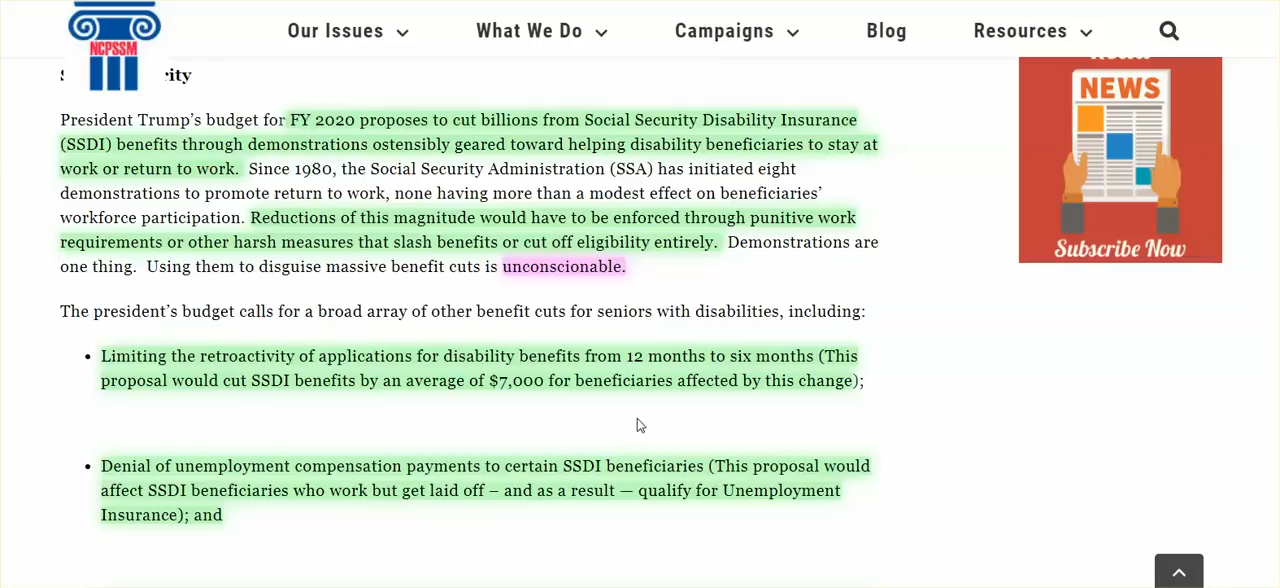 Our Issues
What We Do
Campaigns
Blog
Resources
NCPSSM
rity
NEWS
Subscribe Now
President Trump’s budget for FY 2020 proposes to cut billions from Social Security Disability Insurance
(SSDI) benefits through demonstrations ostensibly geared toward helping disability beneficiaries to stay at
work or return to work. Since 1980, the Social Security Administration (SSA) has initiated eight
demonstrations to promote return to work, none having more than a modest effect on beneficiaries’
workforce participation. Reductions of this magnitude would have to be enforced through punitive work
requirements or other harsh measures that slash benefits or cut off eligibility entirely. Demonstrations are
one thing. Using them to disguise massive benefit cuts is unconscionable.
The president’s budget calls for a broad array of other benefit cuts for seniors with disabilities, including:
• Limiting the retroactivity of applications for disability benefits from 12 months to six months (This
proposal would cut SSDI benefits by an average of $7,000 for beneficiaries affected by this change);
• Denial of unemployment compensation payments to certain SSDI beneficiaries (This proposal would
affect SSDI beneficiaries who work but get laid off – and as a result — qualify for Unemployment
Insurance); and